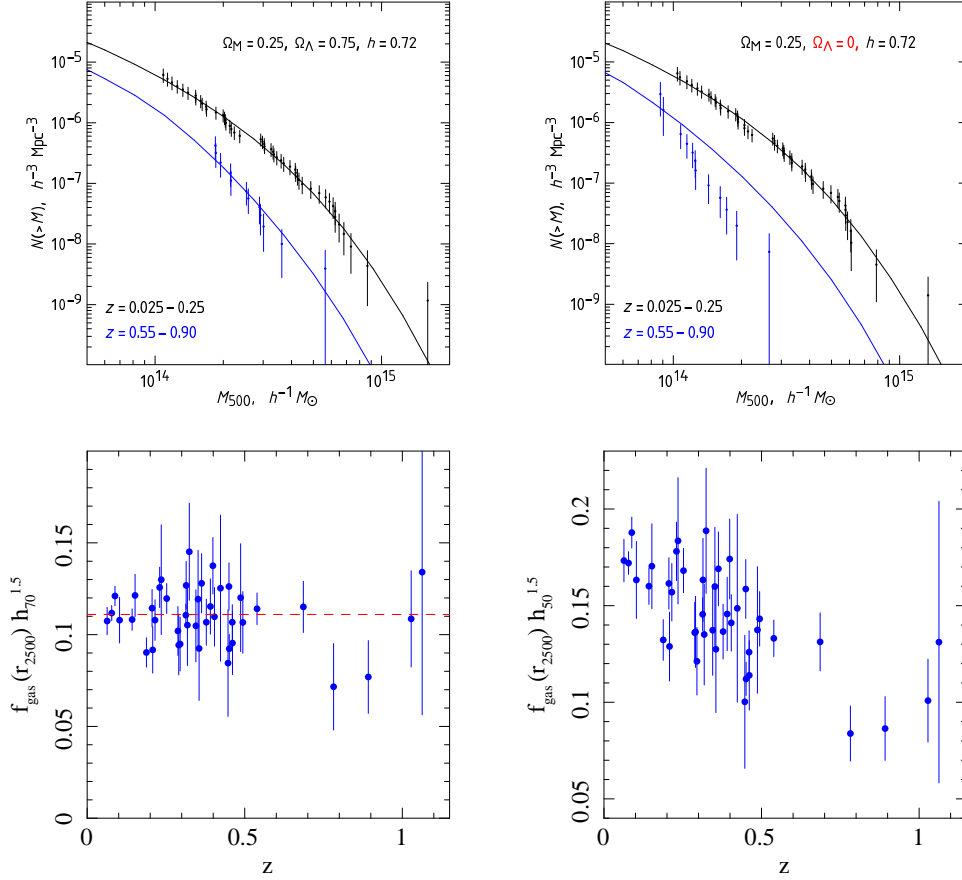 Ω_M = 0.25, Ω_Λ = 0.75, h = 0.72
10^−5
10^−6
10^−7
10^−8
10^−9
N(>M), h^−3 Mpc^−3
z = 0.025 − 0.25
z = 0.55 − 0.90
10^14 10^15
M_500, h^−1 M_⊙
Ω_M = 0.25, Ω_Λ = 0, h = 0.72
10^−5
10^−6
10^−7
10^−8
10^−9
N(>M), h^−3 Mpc^−3
z = 0.025 − 0.25
z = 0.55 − 0.90
10^14 10^15
M_500, h^−1 M_⊙
0.15
0.1
0.05
0
f_gas (r_2500) h_70^1.5
0 0.5 1
z
0.2
0.15
0.1
0.05
f_gas (r_2500) h_50^1.5
0 0.5 1
z